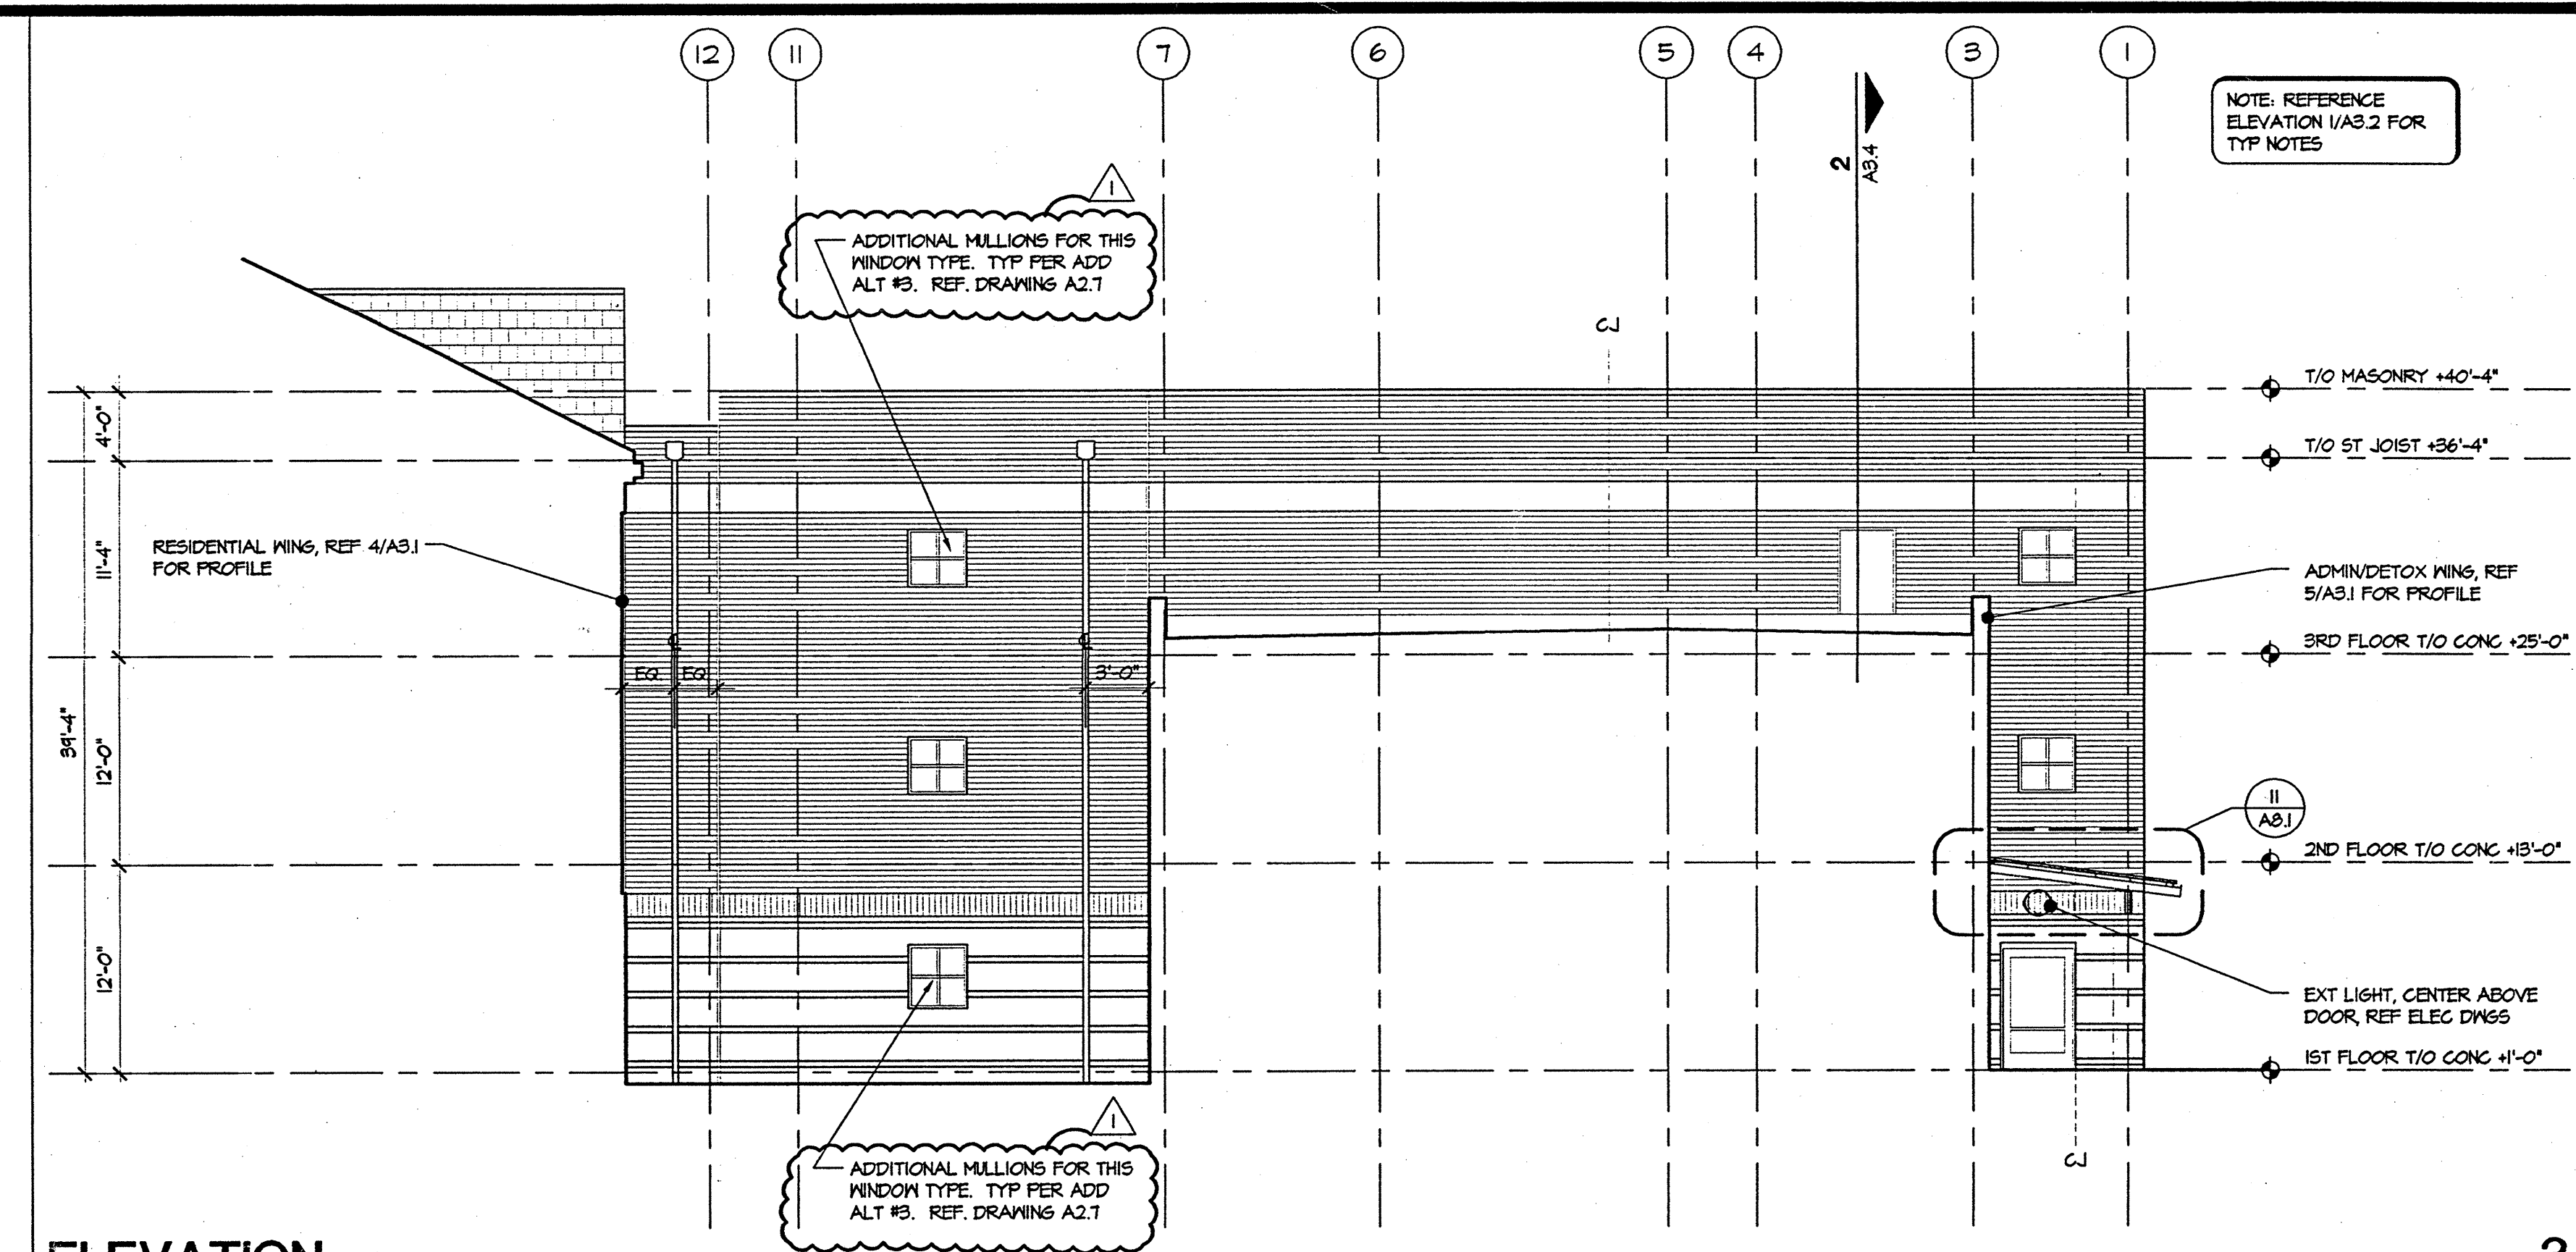 12
11
7
6
5
4
3
1
NOTE: REFERENCE
ELEVATION 1/A3.2 FOR
TYP NOTES
2
A3.4
1
ADDITIONAL MULLIONS FOR THIS
WINDOW TYPE. TYP PER ADD
ALT #3. REF. DRAWING A2.7
CJ
T/O MASONRY +40'-4"
4'-0"
T/O ST JOIST +36'-4"
RESIDENTIAL WING, REF 4/A3.1
FOR PROFILE
11'-4"
ADMIN/DETOX WING, REF
5/A3.1 FOR PROFILE
3RD FLOOR T/O CONC +25'-0"
℄
℄
EQ
EQ
3'-0"
39'-4"
12'-0"
11
A8.1
2ND FLOOR T/O CONC +13'-0"
12'-0"
EXT LIGHT, CENTER ABOVE
DOOR, REF ELEC DWGS
1ST FLOOR T/O CONC +1'-0"
1
ADDITIONAL MULLIONS FOR THIS
WINDOW TYPE. TYP PER ADD
ALT #3. REF. DRAWING A2.7
CJ
ELEVATION